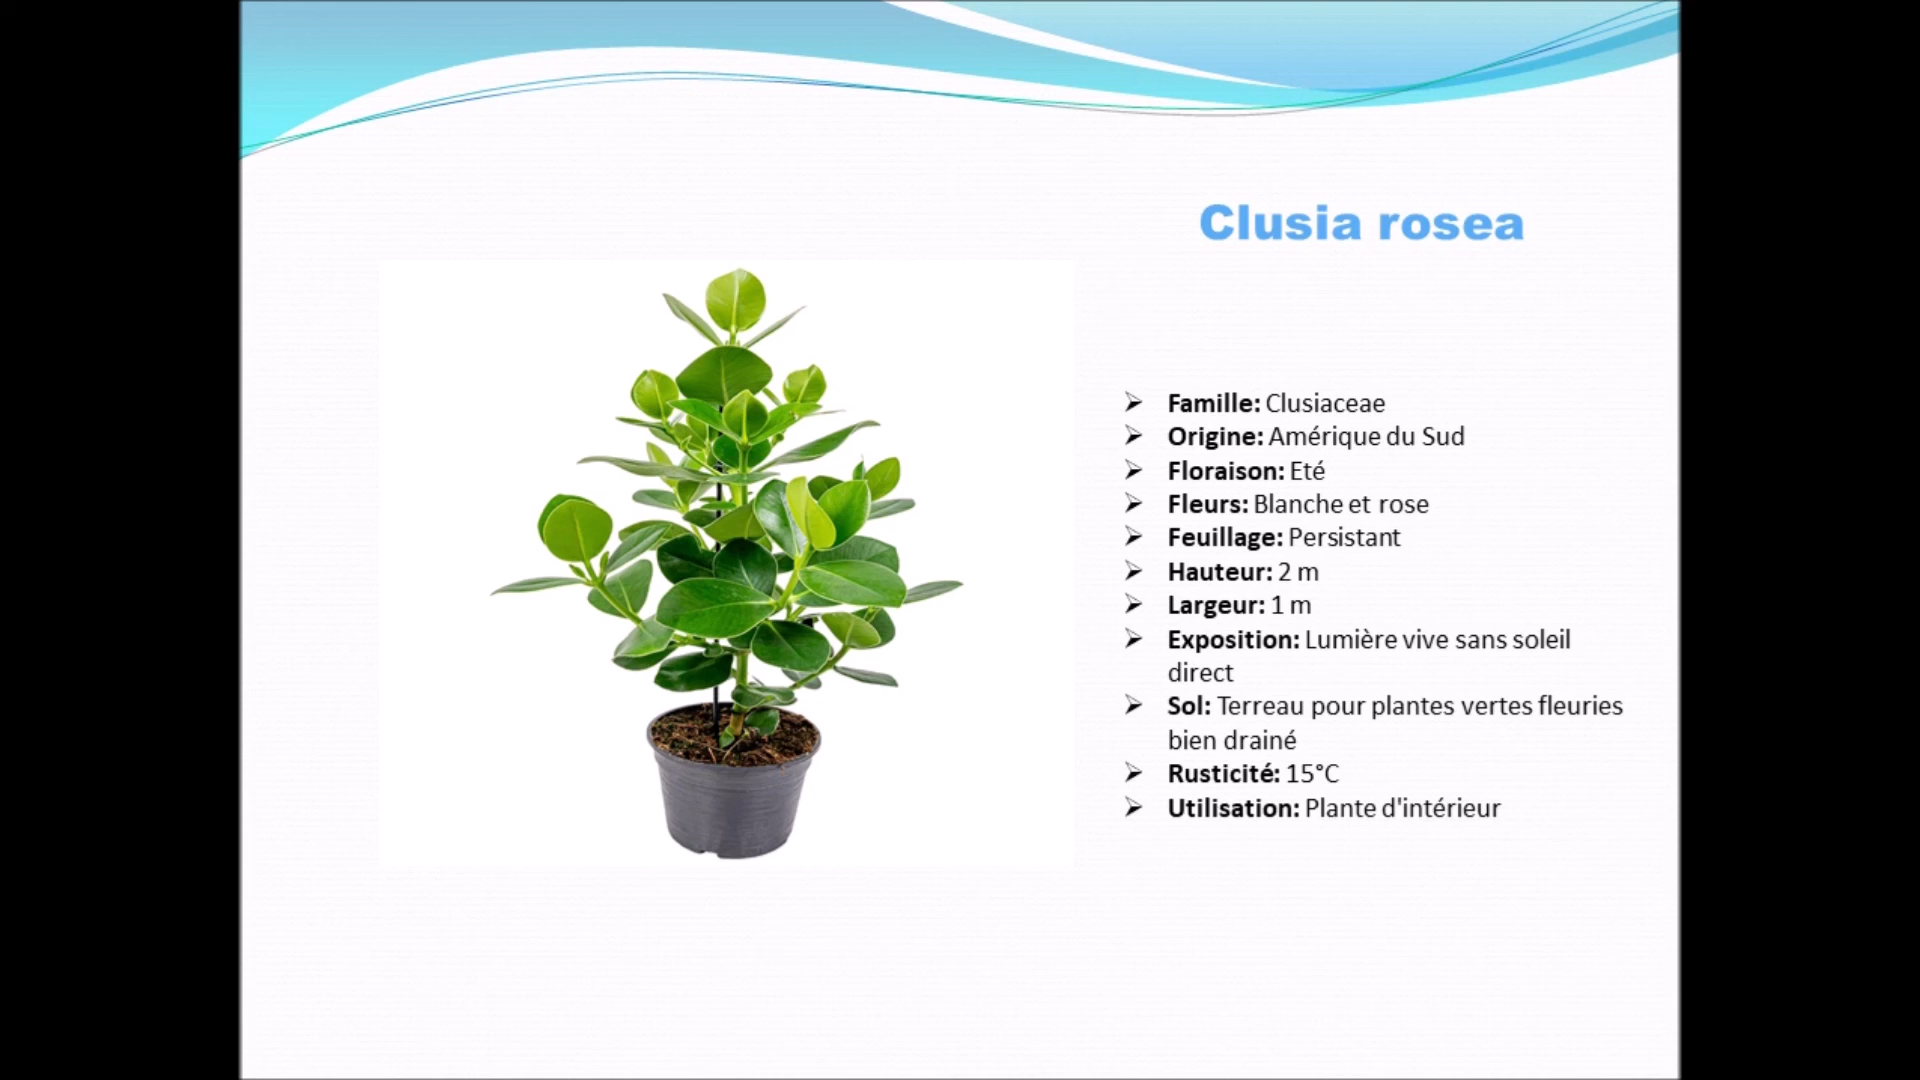 Clusia rosea
Famille: Clusiaceae
Origine: Amérique du Sud
Floraison: Eté
Fleurs: Blanche et rose
Feuillage: Persistant
Hauteur: 2 m
Largeur: 1 m
Exposition: Lumière vive sans soleil
direct
Sol: Terreau pour plantes vertes fleuries
bien drainé
Rusticité: 15°C
Utilisation: Plante d'intérieur